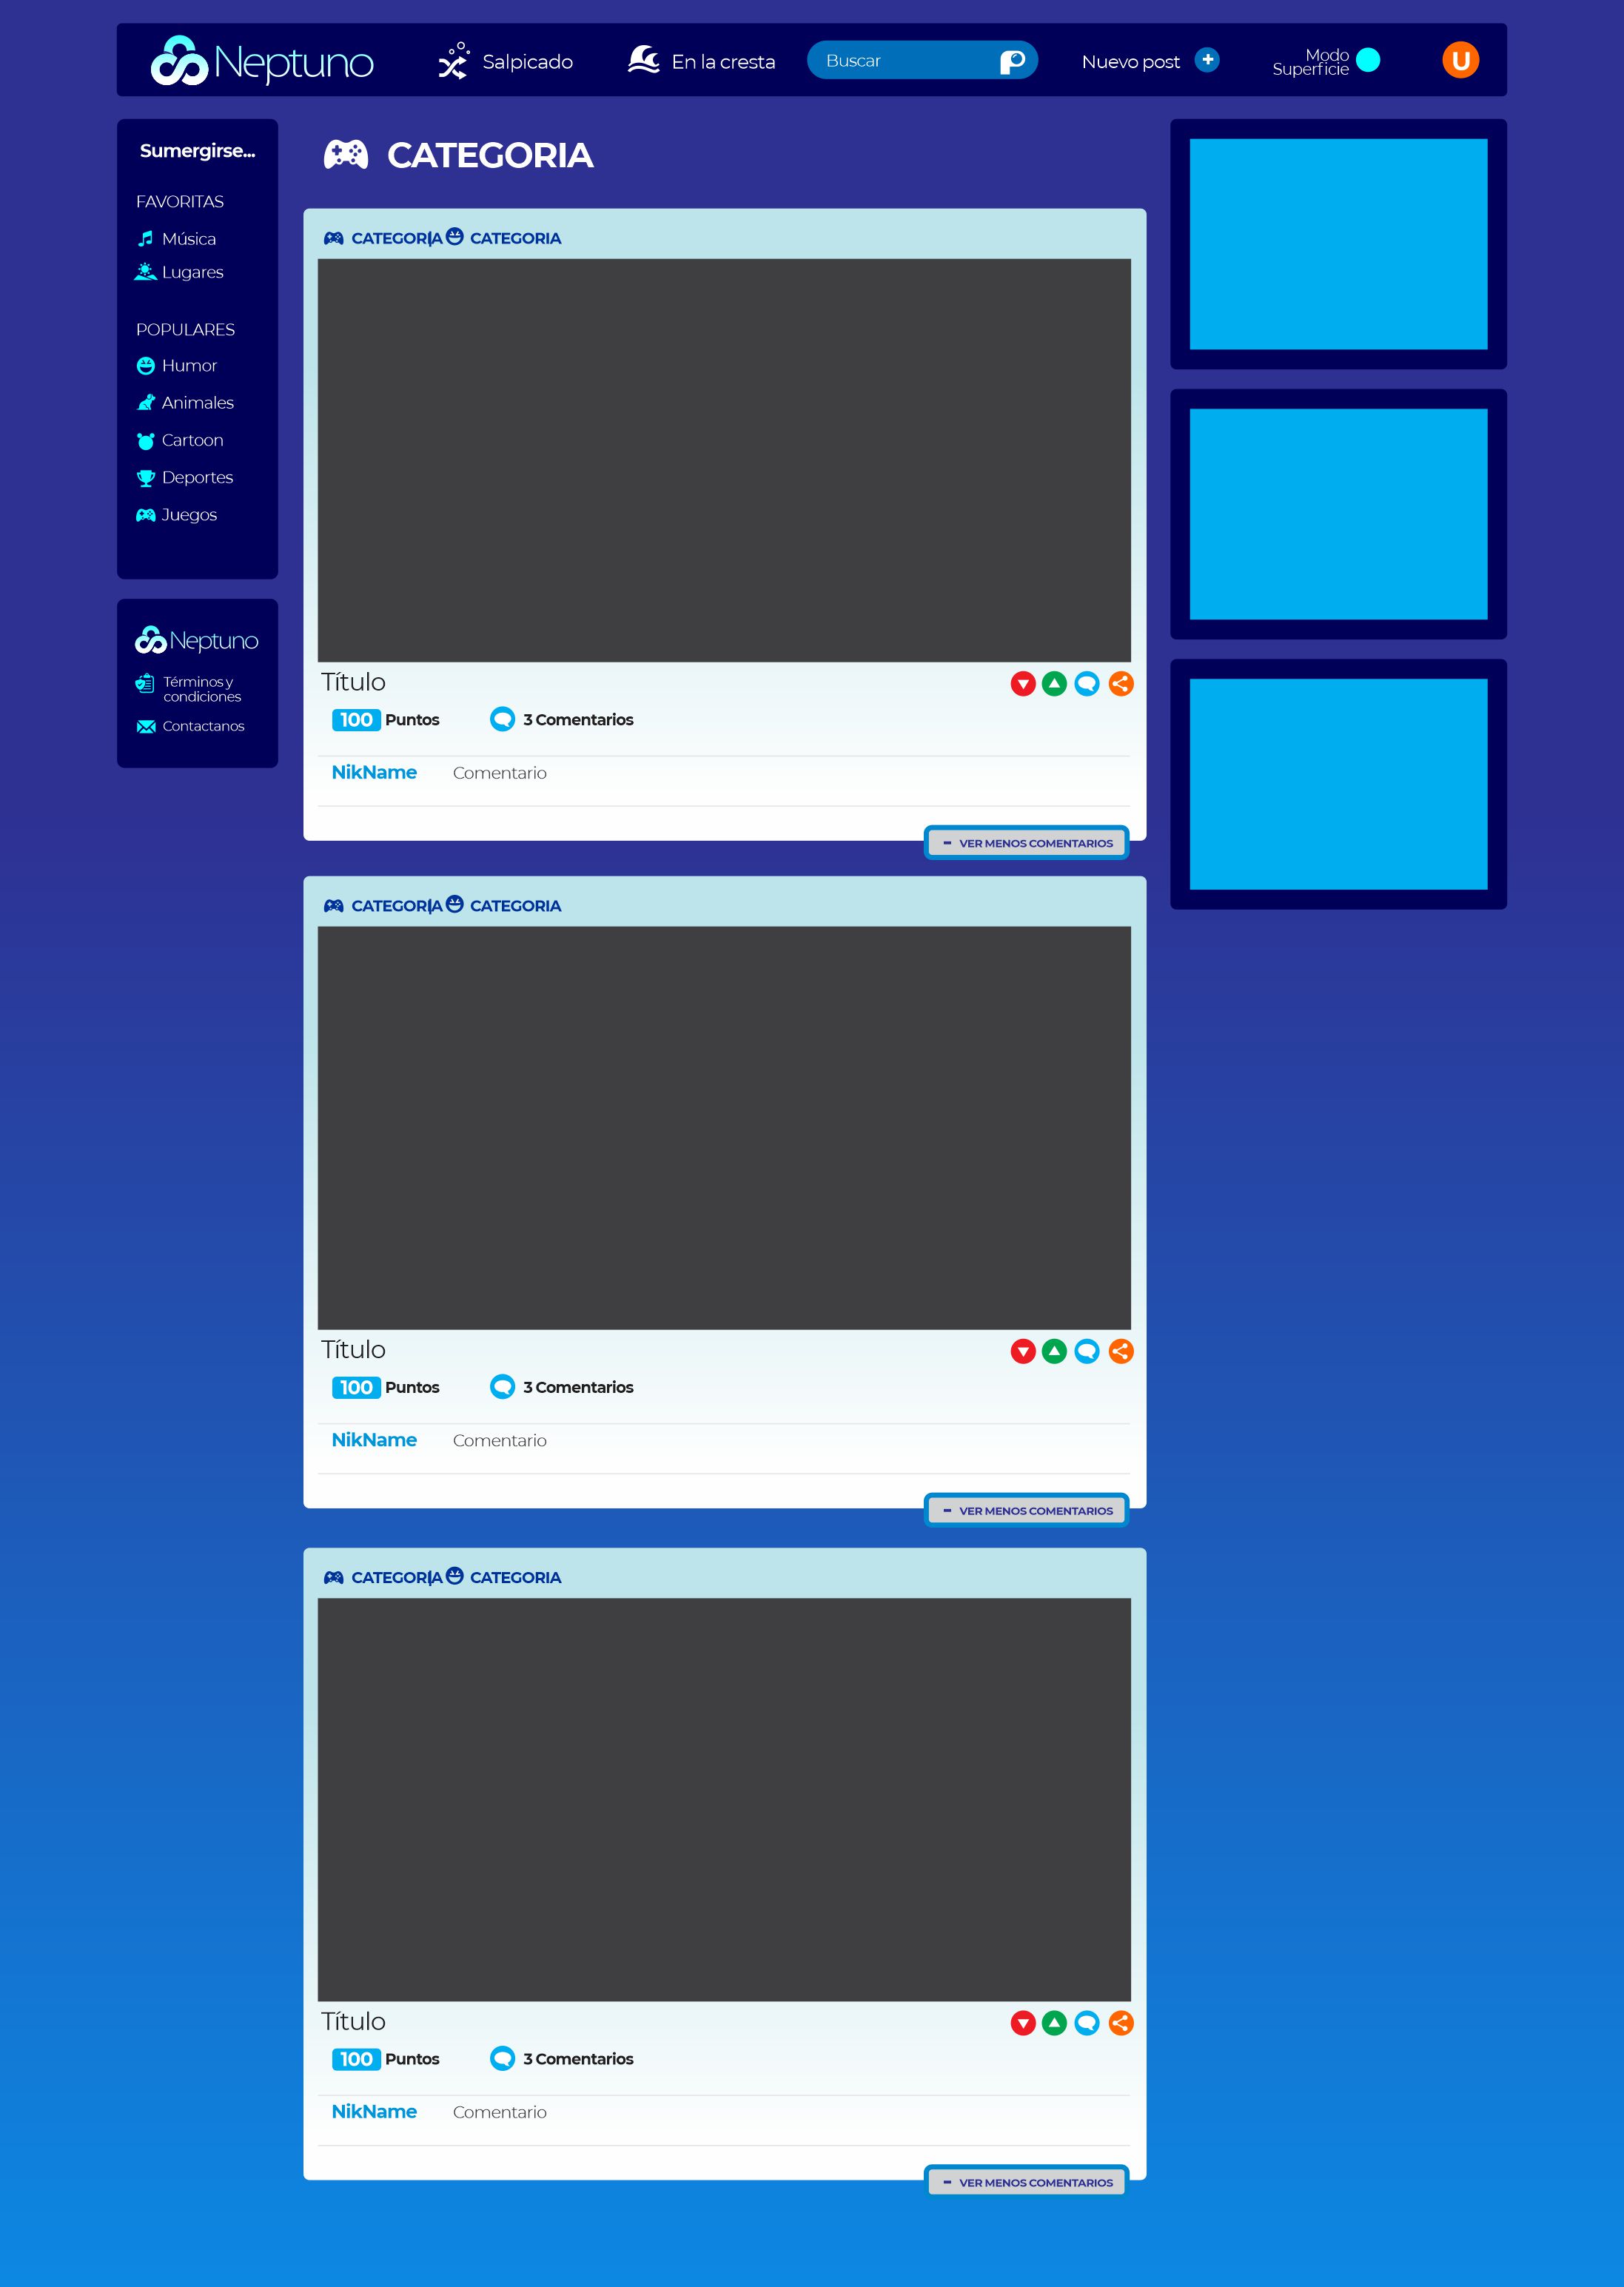 Neptuno
Salpicado
En la cresta
Buscar
Nuevo post
Modo
Superficie
U
Sumergirse...
FAVORITAS
Música
Lugares
POPULARES
Humor
Animales
Cartoon
Deportes
Juegos
Neptuno
Términos y
condiciones
Contactanos
CATEGORIA
CATEGORIA CATEGORIA
Título
100 Puntos 3 Comentarios
NikName Comentario
- VER MENOS COMENTARIOS
CATEGORIA CATEGORIA
Título
100 Puntos 3 Comentarios
NikName Comentario
- VER MENOS COMENTARIOS
CATEGORIA CATEGORIA
Título
100 Puntos 3 Comentarios
NikName Comentario
- VER MENOS COMENTARIOS